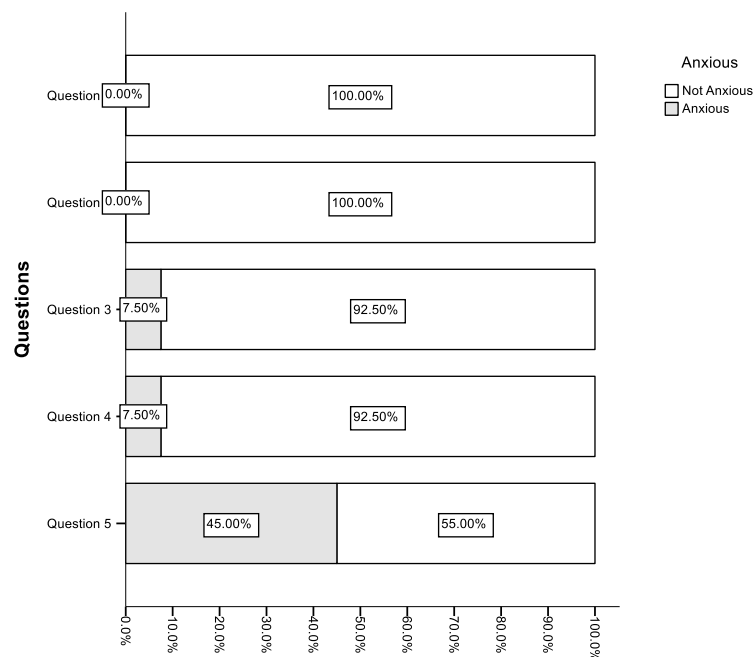 Anxious
Not Anxious
Anxious
Questions
Question
0.00%
100.00%
Question
0.00%
100.00%
Question 3
7.50%
92.50%
Question 4
7.50%
92.50%
Question 5
45.00%
55.00%
0.0%
10.0%
20.0%
30.0%
40.0%
50.0%
60.0%
70.0%
80.0%
90.0%
100.0%